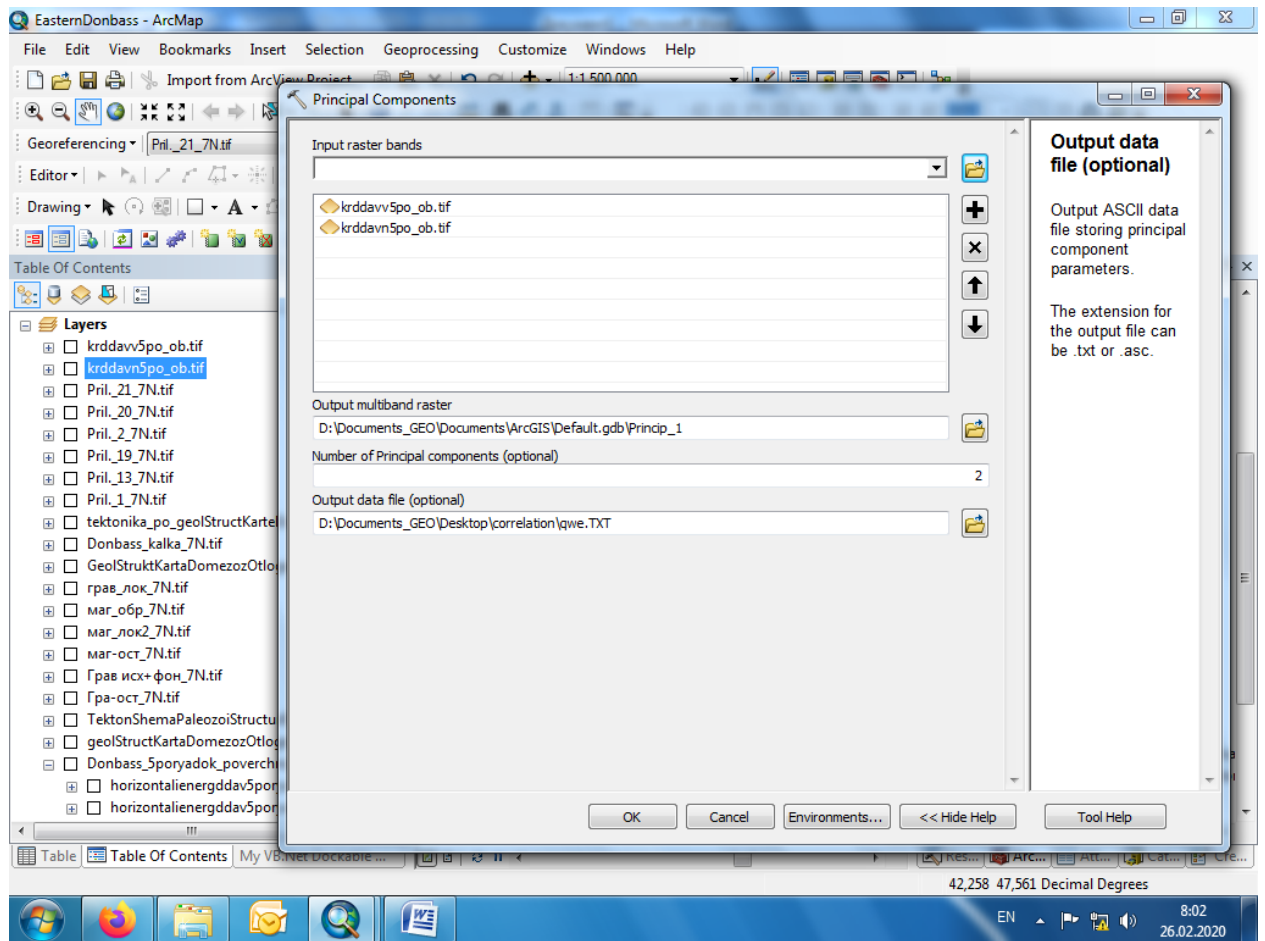 EasternDonbass - ArcMap
File Edit View Bookmarks Insert Selection Geoprocessing Customize Windows Help
Import from ArcView Project 1:1 500 000
Principal Components
Georeferencing Pril._21_7N.tif
Editor
Drawing A
Table Of Contents
Layers
krddavv5po_ob.tif
krddavn5po_ob.tif
Pril._21_7N.tif
Pril._20_7N.tif
Pril._2_7N.tif
Pril._19_7N.tif
Pril._13_7N.tif
Pril._1_7N.tif
tektonika_po_geolStructKartel
Donbass_kalka_7N.tif
GeolStruktKartaDomezozOtlo
грав_лок_7N.tif
маг_обр_7N.tif
маг_лок2_7N.tif
маг-ост_7N.tif
Грав исх+фон_7N.tif
Гра-ост_7N.tif
TektonShemaPaleozoiStructu
geolStructKartaDomezozOtlo
Donbass_5poryadok_poverchn
horizontalienergddav5por
horizontalienergddav5por
Input raster bands
krddavv5po_ob.tif
krddavn5po_ob.tif
Output multiband raster
D:\Documents_GEO\Documents\ArcGIS\Default.gdb\Princip_1
Number of Principal components (optional)
2
Output data file (optional)
D:\Documents_GEO\Desktop\correlation\qwe.TXT
OK Cancel Environments... << Hide Help Tool Help
Output data
file (optional)
Output ASCII data
file storing principal
component
parameters.
The extension for
the output file can
be .txt or .asc.
Table Table Of Contents My VB.Net Dockable ... Res... Arc... Att... Cat... Cre...
42,258 47,561 Decimal Degrees
EN 8:02
26.02.2020